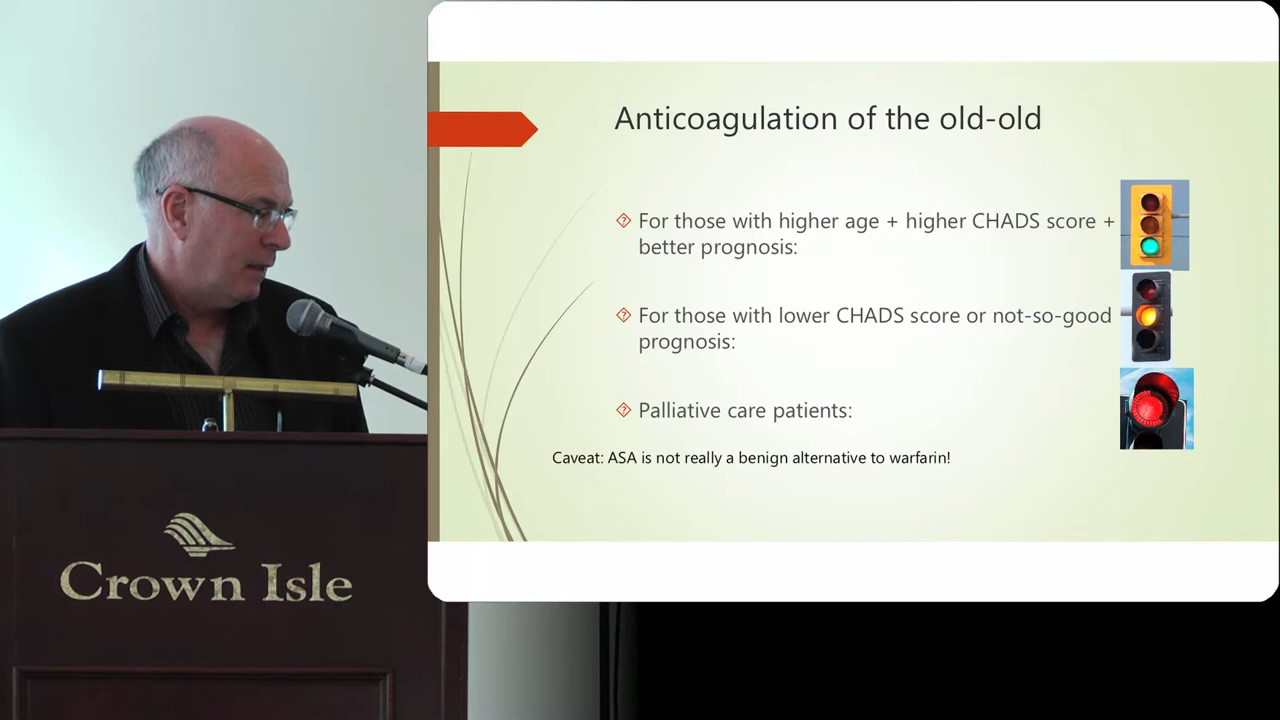 Anticoagulation of the old-old
For those with higher age + higher CHADS score +
better prognosis:
For those with lower CHADS score or not-so-good
prognosis:
Palliative care patients:
Caveat: ASA is not really a benign alternative to warfarin!
Crown Isle